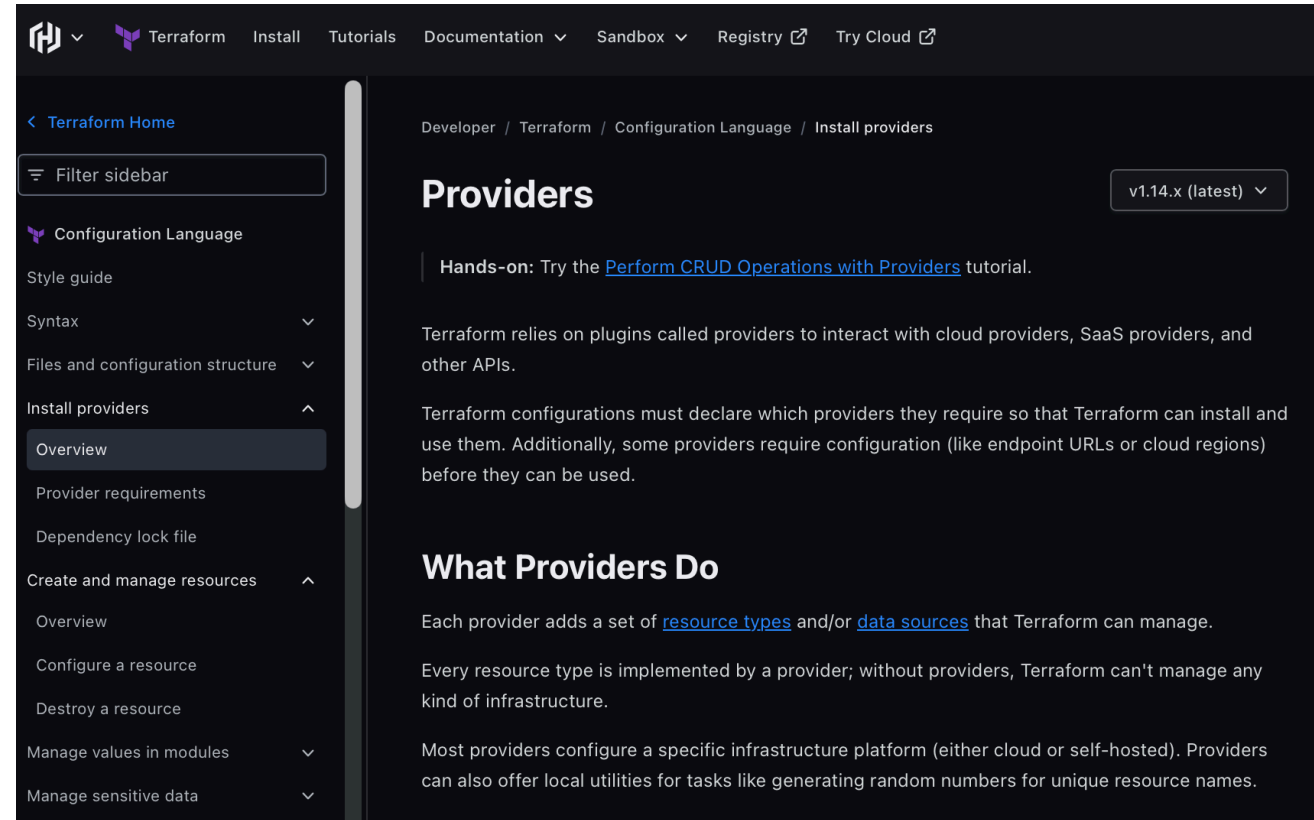 Terraform Install Tutorials Documentation Sandbox Registry Try Cloud
Terraform Home
Filter sidebar
Configuration Language
Style guide
Syntax
Files and configuration structure
Install providers
Overview
Provider requirements
Dependency lock file
Create and manage resources
Overview
Configure a resource
Destroy a resource
Manage values in modules
Manage sensitive data
Developer / Terraform / Configuration Language / Install providers
Providers
v1.14.x (latest)
Hands-on: Try the Perform CRUD Operations with Providers tutorial.
Terraform relies on plugins called providers to interact with cloud providers, SaaS providers, and
other APIs.
Terraform configurations must declare which providers they require so that Terraform can install and
use them. Additionally, some providers require configuration (like endpoint URLs or cloud regions)
before they can be used.
What Providers Do
Each provider adds a set of resource types and/or data sources that Terraform can manage.
Every resource type is implemented by a provider; without providers, Terraform can't manage any
kind of infrastructure.
Most providers configure a specific infrastructure platform (either cloud or self-hosted). Providers
can also offer local utilities for tasks like generating random numbers for unique resource names.